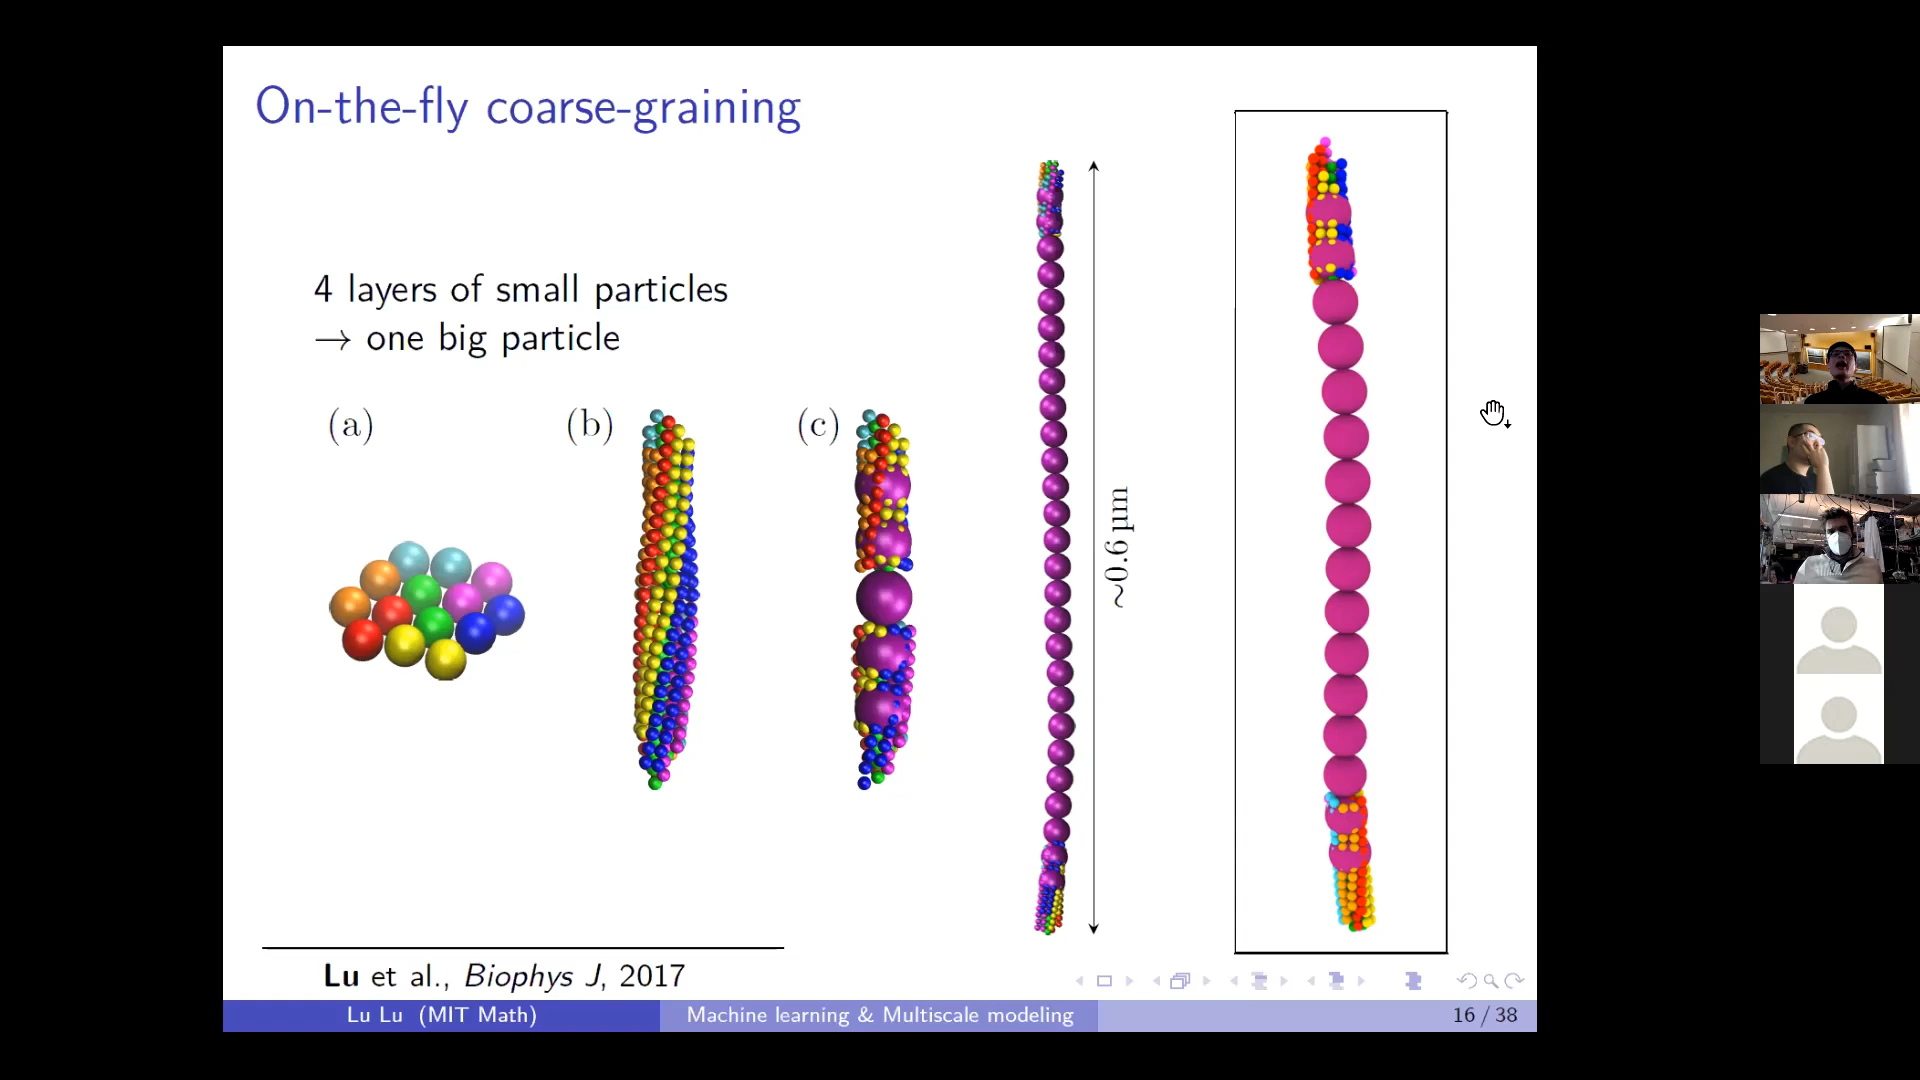 On-the-fly coarse-graining
4 layers of small particles
→ one big particle
(a)
(b)
(c)
~0.6 µm
Lu et al., Biophys J, 2017
Lu Lu (MIT Math)
Machine learning & Multiscale modeling
16 / 38